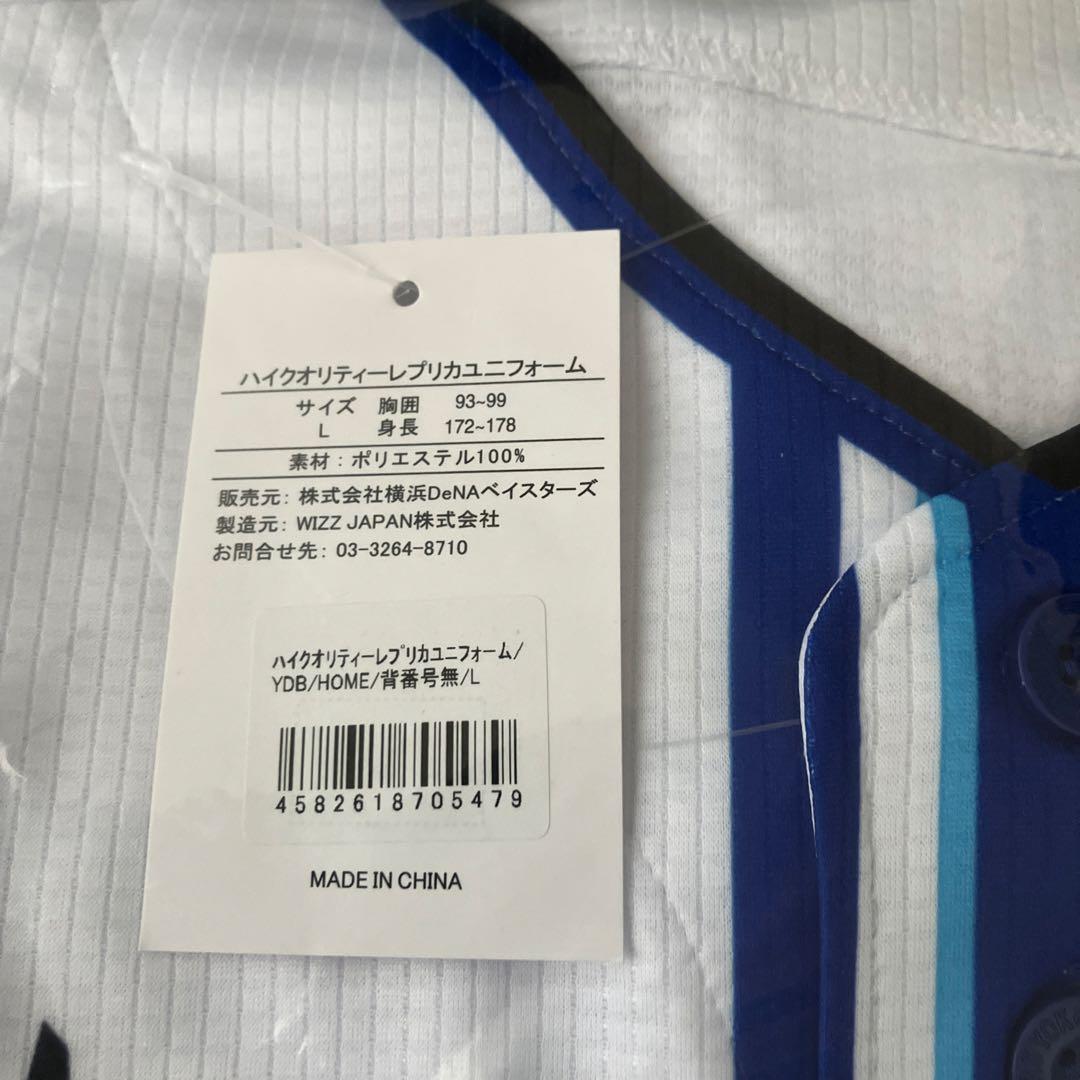 ハイクオリティーレプリカユニフォーム
サイズ 胸囲 93~99
L 身長 172~178
素材：ポリエステル100%
販売元：株式会社横浜DeNAベイスターズ
製造元：WIZZ JAPAN株式会社
お問合せ先：03-3264-8710
ﾊｲｸｵﾘﾃｨｰﾚﾌﾟﾘｶﾕﾆﾌｫｰﾑ/
YDB/HOME/背番号無/L
4582618705479
MADE IN CHINA